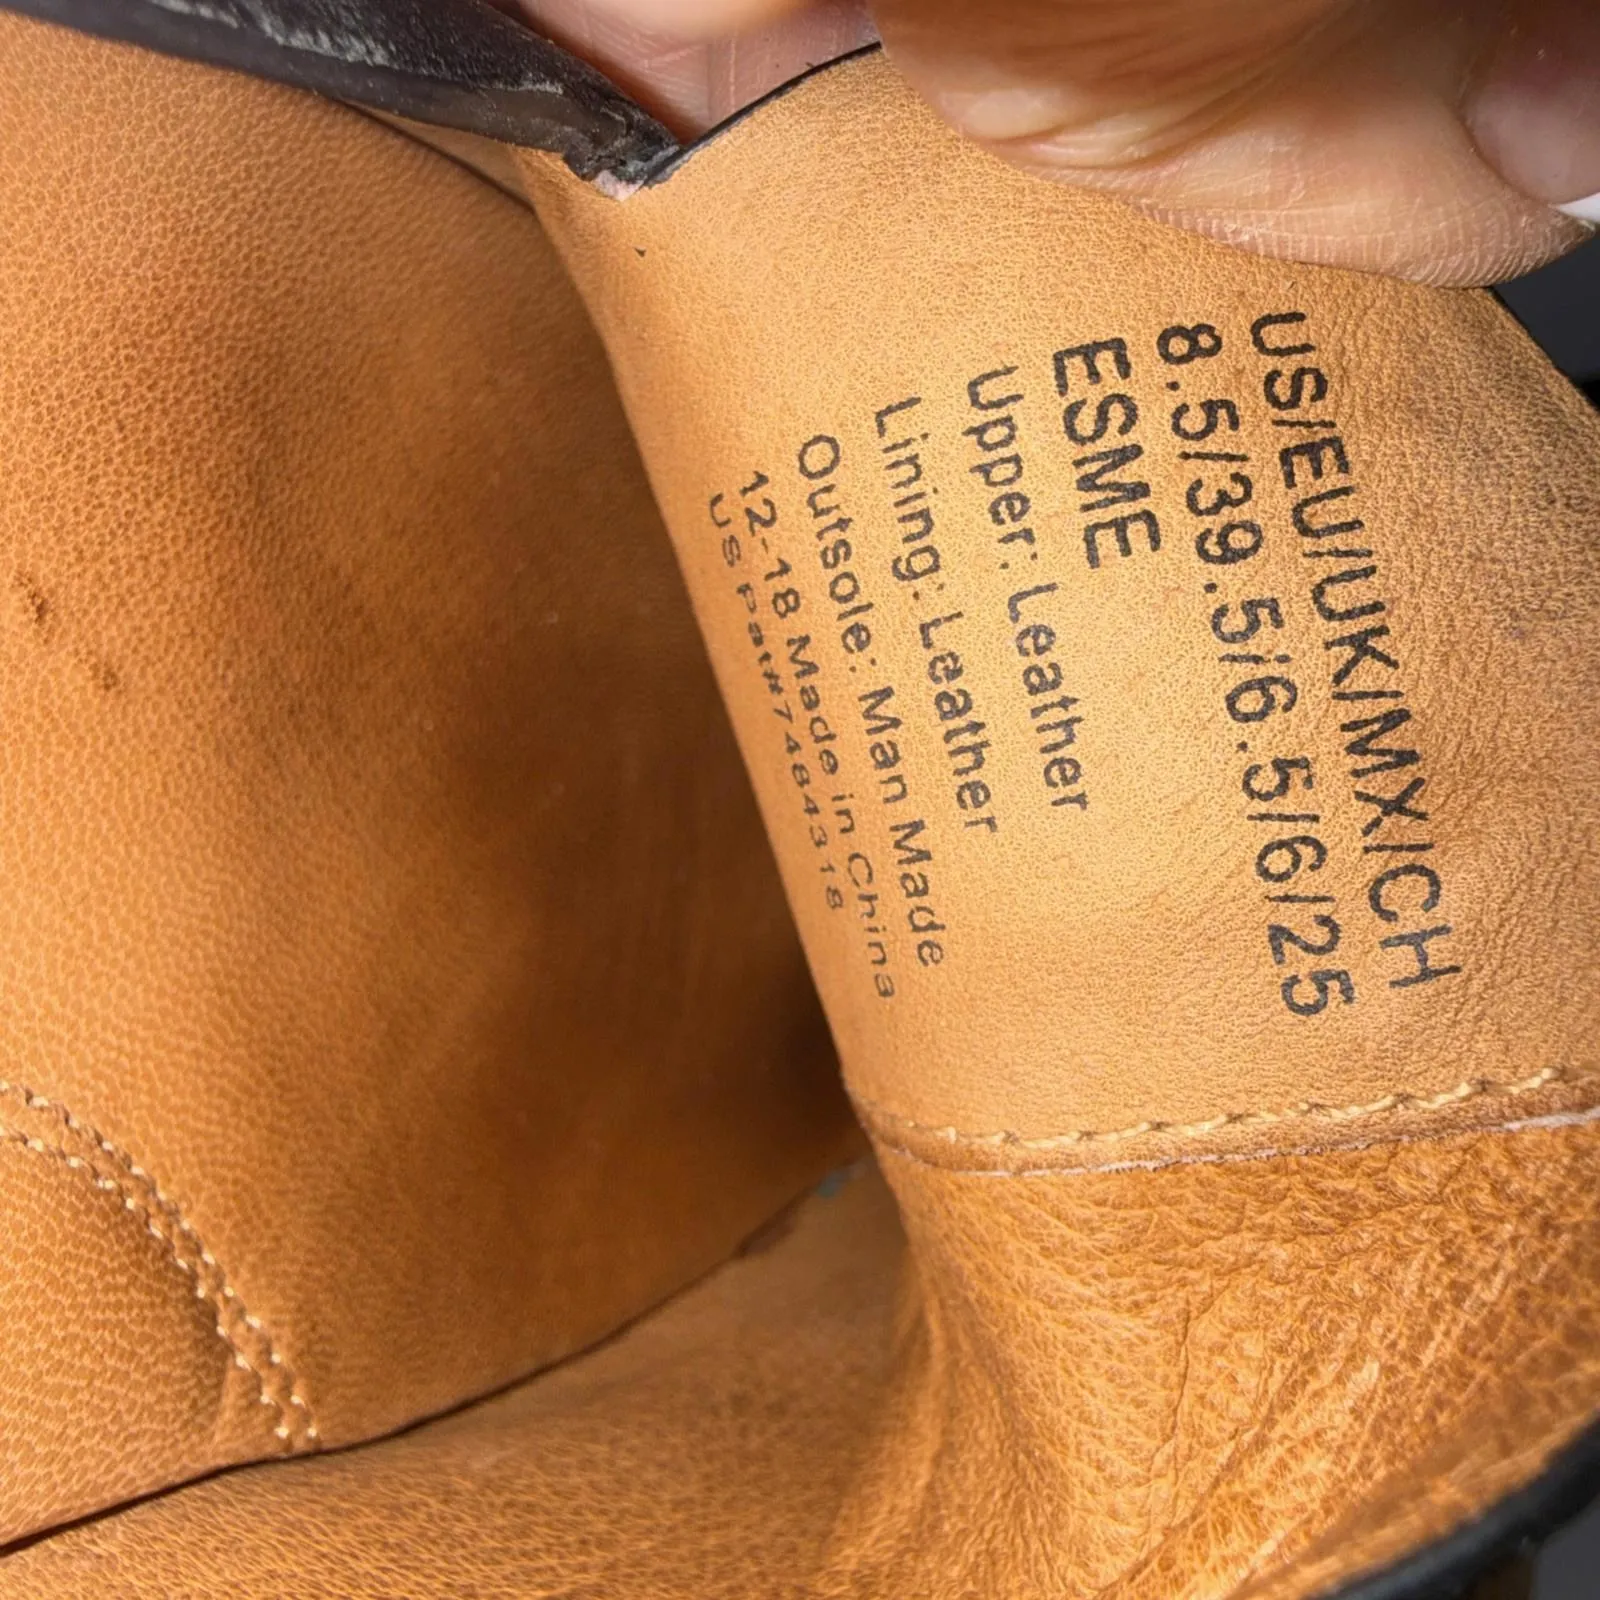 US/EU/UK/MX/CH
8.5/39.5/6.5/6/25
ESME
Upper: Leather
Lining: Leather
Outsole: Man Made
12-18 Made in China
US Pat#7484318